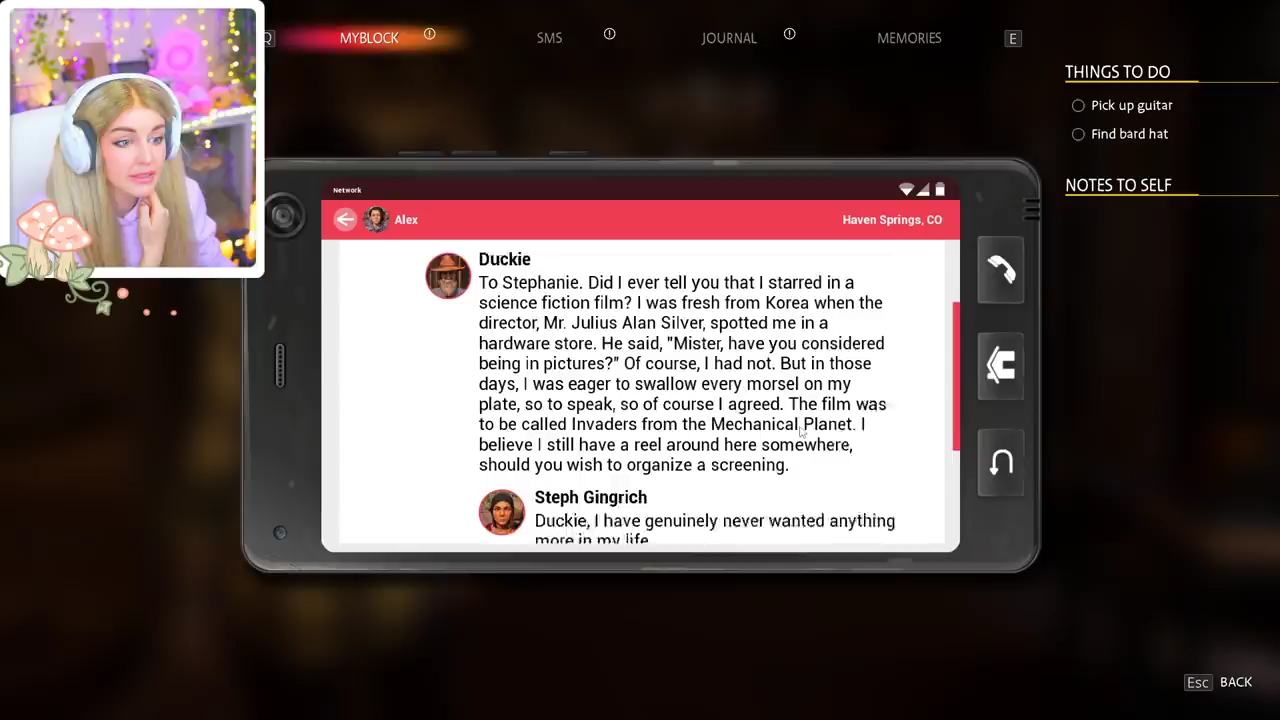 Q
MYBLOCK
SMS
JOURNAL
MEMORIES
E
THINGS TO DO
Pick up guitar
Find bard hat
NOTES TO SELF
Network
Alex
Haven Springs, CO
Duckie
To Stephanie. Did I ever tell you that I starred in a
science fiction film? I was fresh from Korea when the
director, Mr. Julius Alan Silver, spotted me in a
hardware store. He said, "Mister, have you considered
being in pictures?" Of course, I had not. But in those
days, I was eager to swallow every morsel on my
plate, so to speak, so of course I agreed. The film was
to be called Invaders from the Mechanical Planet. I
believe I still have a reel around here somewhere,
should you wish to organize a screening.
Steph Gingrich
Duckie, I have genuinely never wanted anything
more in my life
Esc BACK